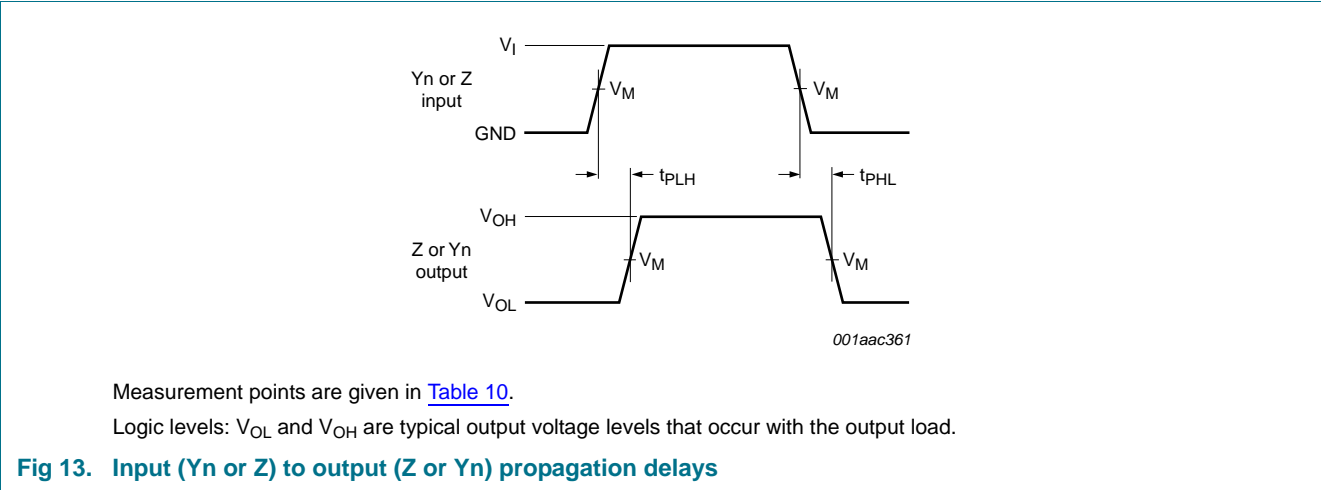 V_I
Yn or Z
input
V_M
V_M
GND
t_PLH
t_PHL
V_OH
Z or Yn
output
V_M
V_M
V_OL
001aac361
Measurement points are given in Table 10.
Logic levels: V_OL and V_OH are typical output voltage levels that occur with the output load.
Fig 13. Input (Yn or Z) to output (Z or Yn) propagation delays